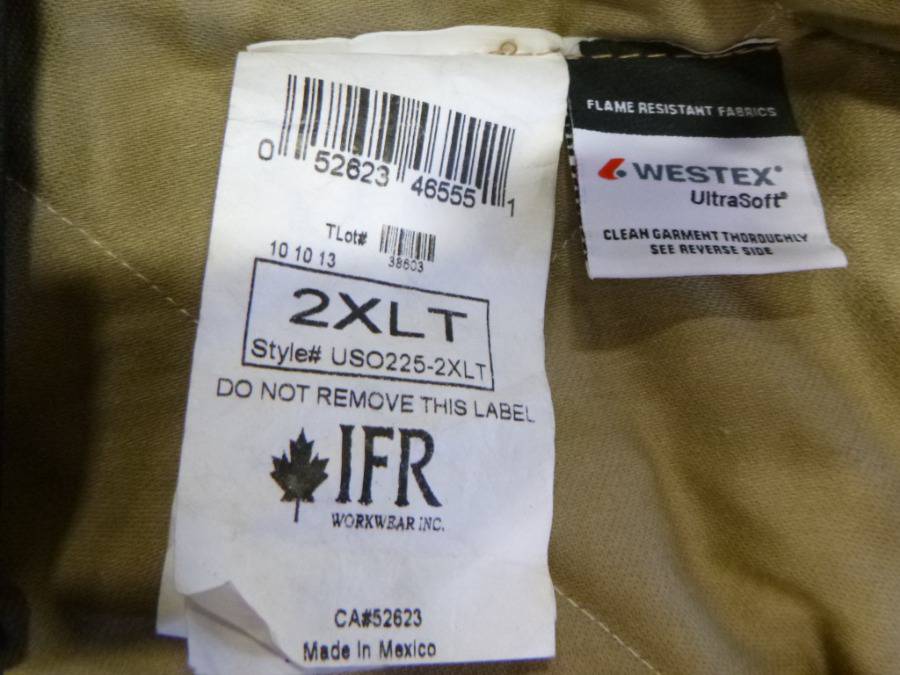 0 52623 46555 1
TLot#
10 10 13
38603
2XLT
Style# USO225-2XLT
DO NOT REMOVE THIS LABEL
IFR
WORKWEAR INC.
CA#52623
Made In Mexico
FLAME RESISTANT FABRICS
WESTEX®
UltraSoft®
CLEAN GARMENT THOROUGHLY
SEE REVERSE SIDE